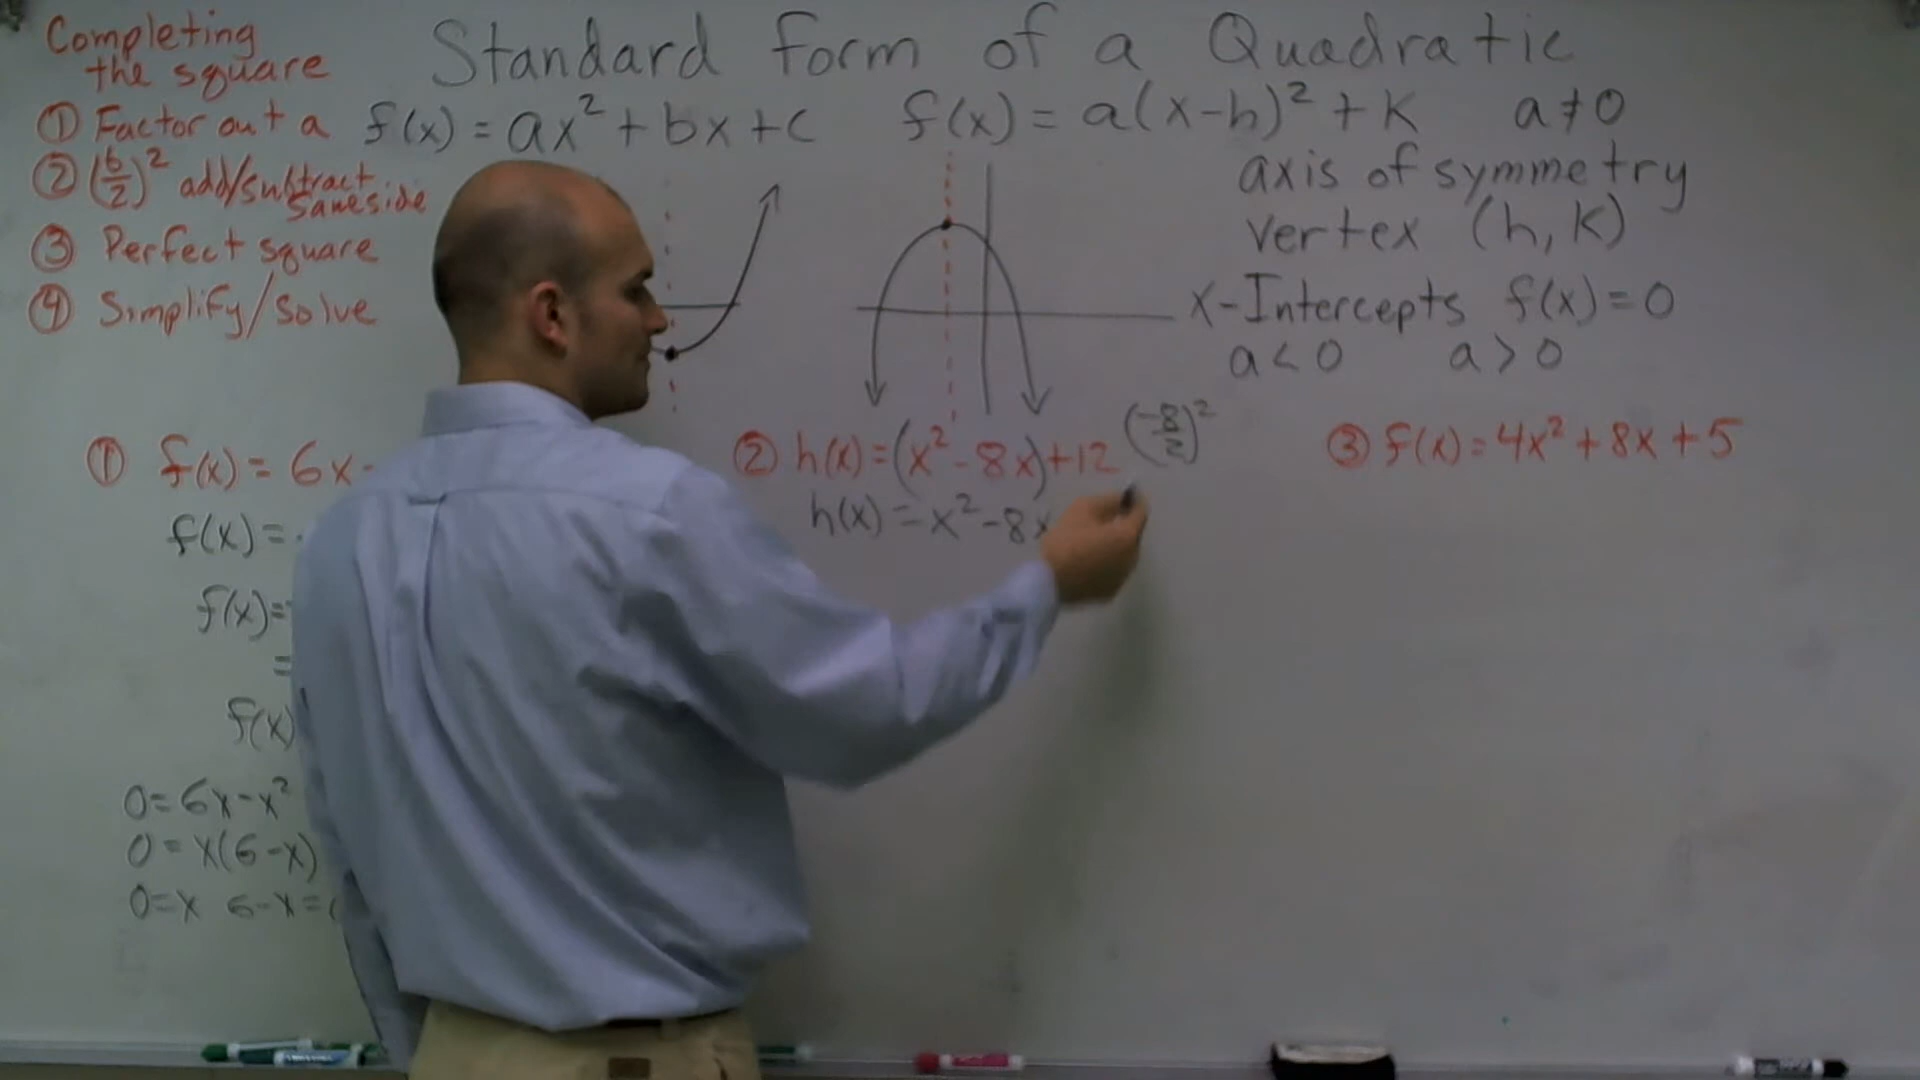 Completing
the square
① Factor out a
② (b/2)² add/subtract
same side
③ Perfect square
④ Simplify/Solve
Standard Form of a Quadratic
f(x) = ax² + bx + c
f(x) = a(x-h)² + k
a ≠ 0
axis of symmetry
vertex (h, k)
x-Intercepts f(x) = 0
a < 0 a > 0
① f(x) = 6x -
f(x) =
f(x) =
=
f(x)
0 = 6x - x²
0 = x(6 - x)
0 = x 6 - x =
② h(x) = (x² - 8x) + 12 (-8/2)²
h(x) = x² - 8x
③ f(x) = 4x² + 8x + 5